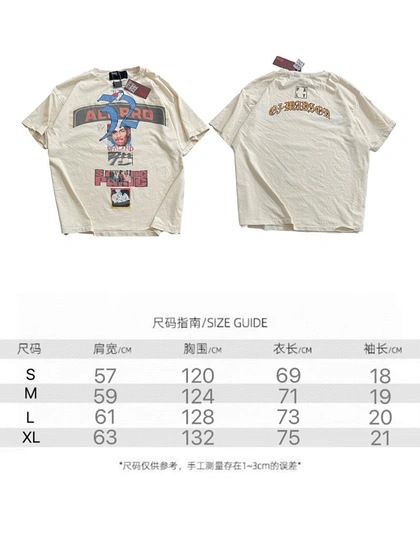 ALL PRO
尺码指南/SIZE GUIDE
尺码 肩宽/CM 胸围/CM 衣长/CM 袖长/CM
S 57 120 69 18
M 59 124 71 19
L 61 128 73 20
XL 63 132 75 21
*尺码仅供参考，手工测量存在1~3cm的误差*